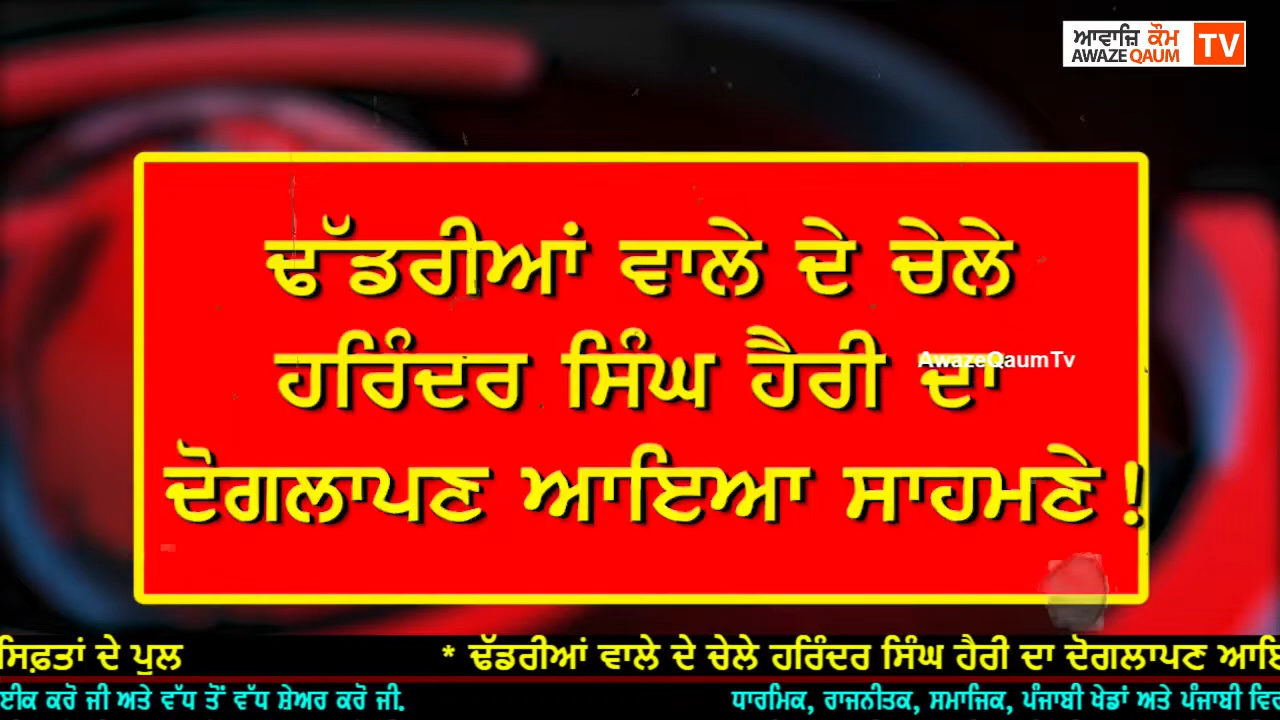 ਆਵਾਜ਼ਿ ਕੌਮ TV
AWAZE QAUM
ਢੱਡਰੀਆਂ ਵਾਲੇ ਦੇ ਚੇਲੇ
ਹਰਿੰਦਰ ਸਿੰਘ ਹੈਰੀ ਦਾ
AwazeQaumTv
ਦੋਗਲਾਪਣ ਆਇਆ ਸਾਹਮਣੇ !
ਸਿਫ਼ਤਾਂ ਦੇ ਪੁਲ * ਢੱਡਰੀਆਂ ਵਾਲੇ ਦੇ ਚੇਲੇ ਹਰਿੰਦਰ ਸਿੰਘ ਹੈਰੀ ਦਾ ਦੋਗਲਾਪਣ
ਕਰੋ ਜੀ ਅਤੇ ਵੱਧ ਤੋਂ ਵੱਧ ਸ਼ੇਅਰ ਕਰੋ ਜੀ. ਧਾਰਮਿਕ, ਰਾਜਨੀਤਕ, ਸਮਾਜਿਕ, ਪੰਜਾਬੀ ਖੇਡਾਂ ਅਤੇ ਪੰਜਾਬੀ